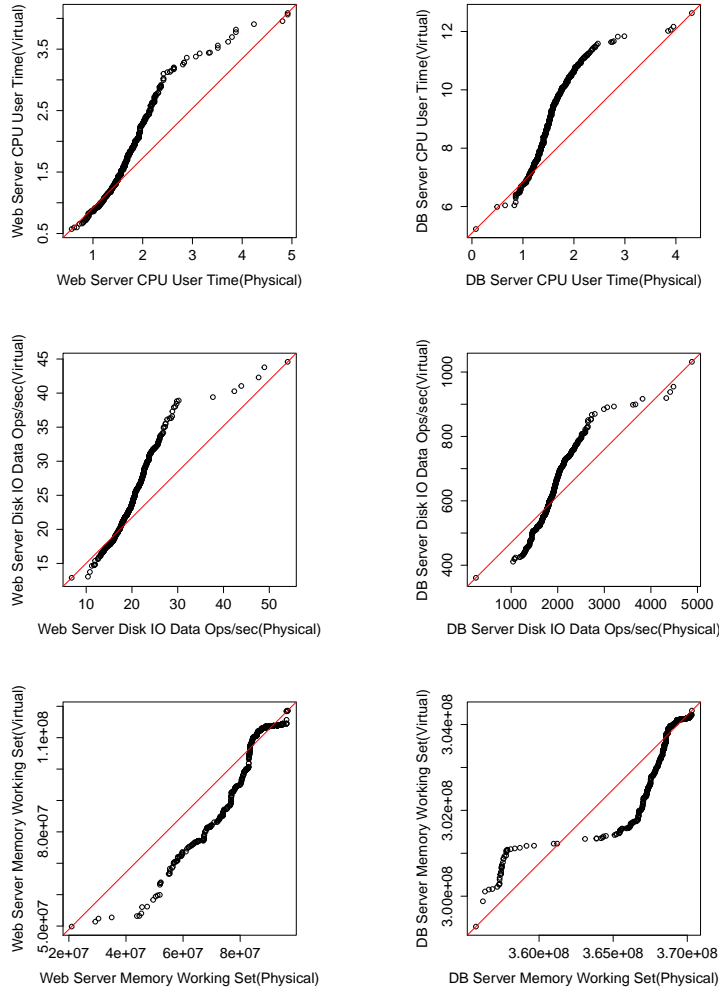 Web Server CPU User Time(Virtual)
0.5 1.5 2.5 3.5
1 2 3 4 5
Web Server CPU User Time(Physical)
DB Server CPU User Time(Virtual)
6 8 10 12
0 1 2 3 4
DB Server CPU User Time(Physical)
Web Server Disk IO Data Ops/sec(Virtual)
15 25 30 35 40 45
10 20 30 40 50
Web Server Disk IO Data Ops/sec(Physical)
DB Server Disk IO Data Ops/sec(Virtual)
400 600 800 1000
1000 2000 3000 4000 5000
DB Server Disk IO Data Ops/sec(Physical)
Web Server Memory Working Set(Virtual)
5.0e+07 8.0e+07 1.1e+08
2e+07 4e+07 6e+07 8e+07
Web Server Memory Working Set(Physical)
DB Server Memory Working Set(Virtual)
3.00e+08 3.02e+08 3.04e+08
3.60e+08 3.65e+08 3.70e+08
DB Server Memory Working Set(Physical)